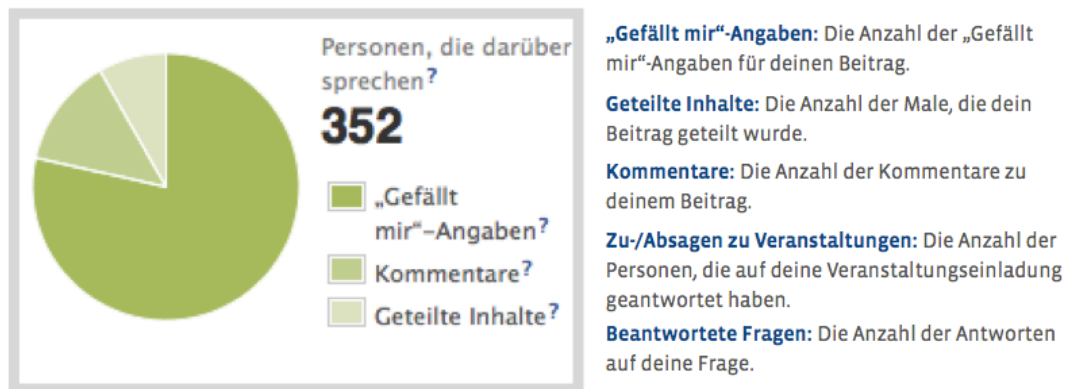 Personen, die darüber
sprechen?
352
„Gefällt
mir“–Angaben?
Kommentare?
Geteilte Inhalte?
„Gefällt mir“-Angaben: Die Anzahl der „Gefällt
mir“-Angaben für deinen Beitrag.
Geteilte Inhalte: Die Anzahl der Male, die dein
Beitrag geteilt wurde.
Kommentare: Die Anzahl der Kommentare zu
deinem Beitrag.
Zu-/Absagen zu Veranstaltungen: Die Anzahl der
Personen, die auf deine Veranstaltungseinladung
geantwortet haben.
Beantwortete Fragen: Die Anzahl der Antworten
auf deine Frage.